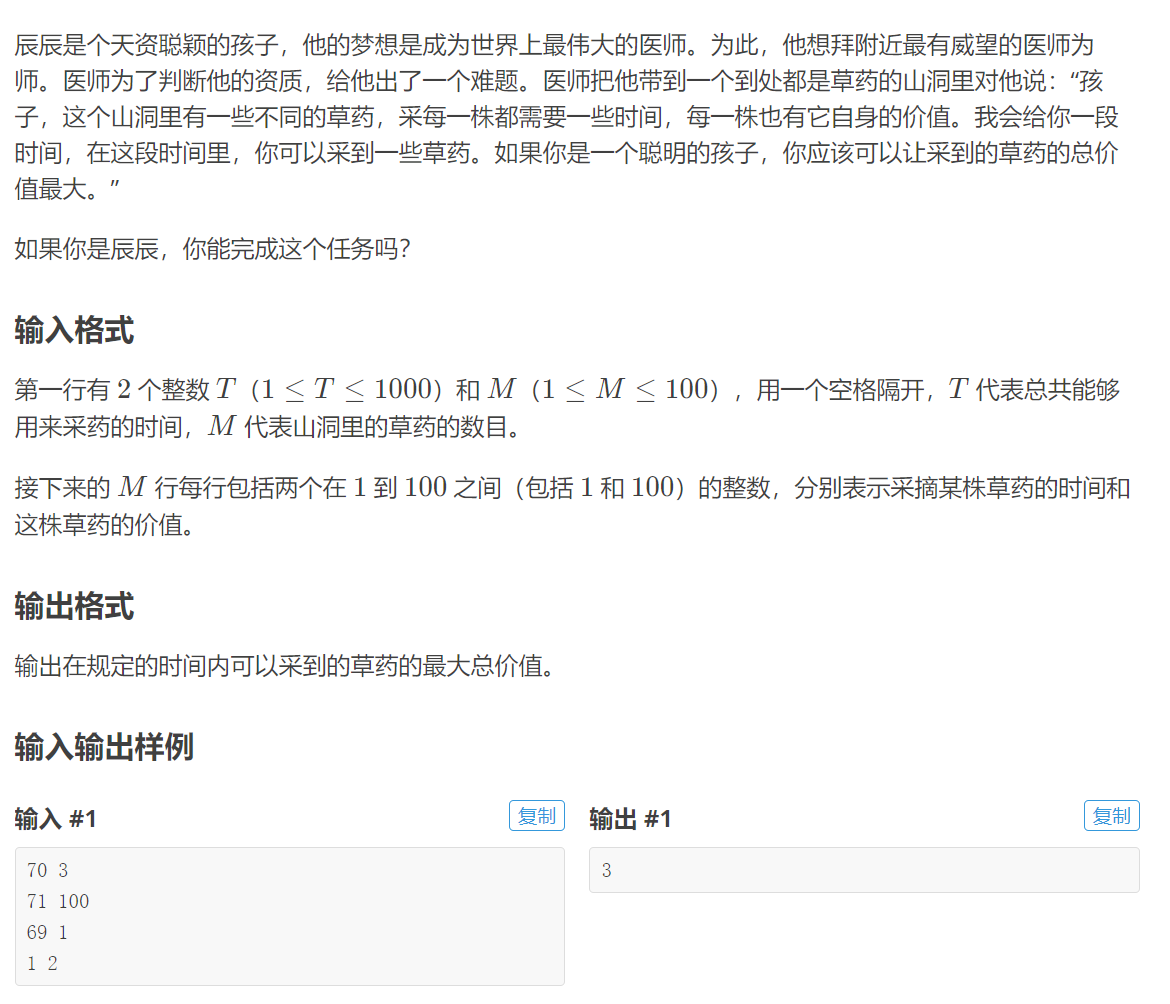 辰辰是个天资聪颖的孩子，他的梦想是成为世界上最伟大的医师。为此，他想拜附近最有威望的医师为
师。医师为了判断他的资质，给他出了一个难题。医师把他带到一个到处都是草药的山洞里对他说：“孩
子，这个山洞里有一些不同的草药，采每一株都需要一些时间，每一株也有它自身的价值。我会给你一段
时间，在这段时间里，你可以采到一些草药。如果你是一个聪明的孩子，你应该可以让采到的草药的总价
值最大。”
如果你是辰辰，你能完成这个任务吗？
输入格式
第一行有 2 个整数 T（1 ≤ T ≤ 1000）和 M（1 ≤ M ≤ 100），用一个空格隔开，T 代表总共能够
用来采药的时间，M 代表山洞里的草药的数目。
接下来的 M 行每行包括两个在 1 到 100 之间（包括 1 和 100）的整数，分别表示采摘某株草药的时间和
这株草药的价值。
输出格式
输出在规定的时间内可以采到的草药的最大总价值。
输入输出样例
输入 #1 复制
70 3
71 100
69 1
1 2
输出 #1 复制
3